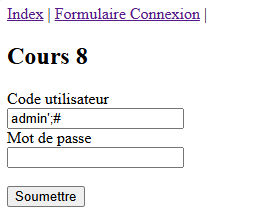 Index | Formulaire Connexion |
Cours 8
Code utilisateur
admin';#
Mot de passe
Soumettre